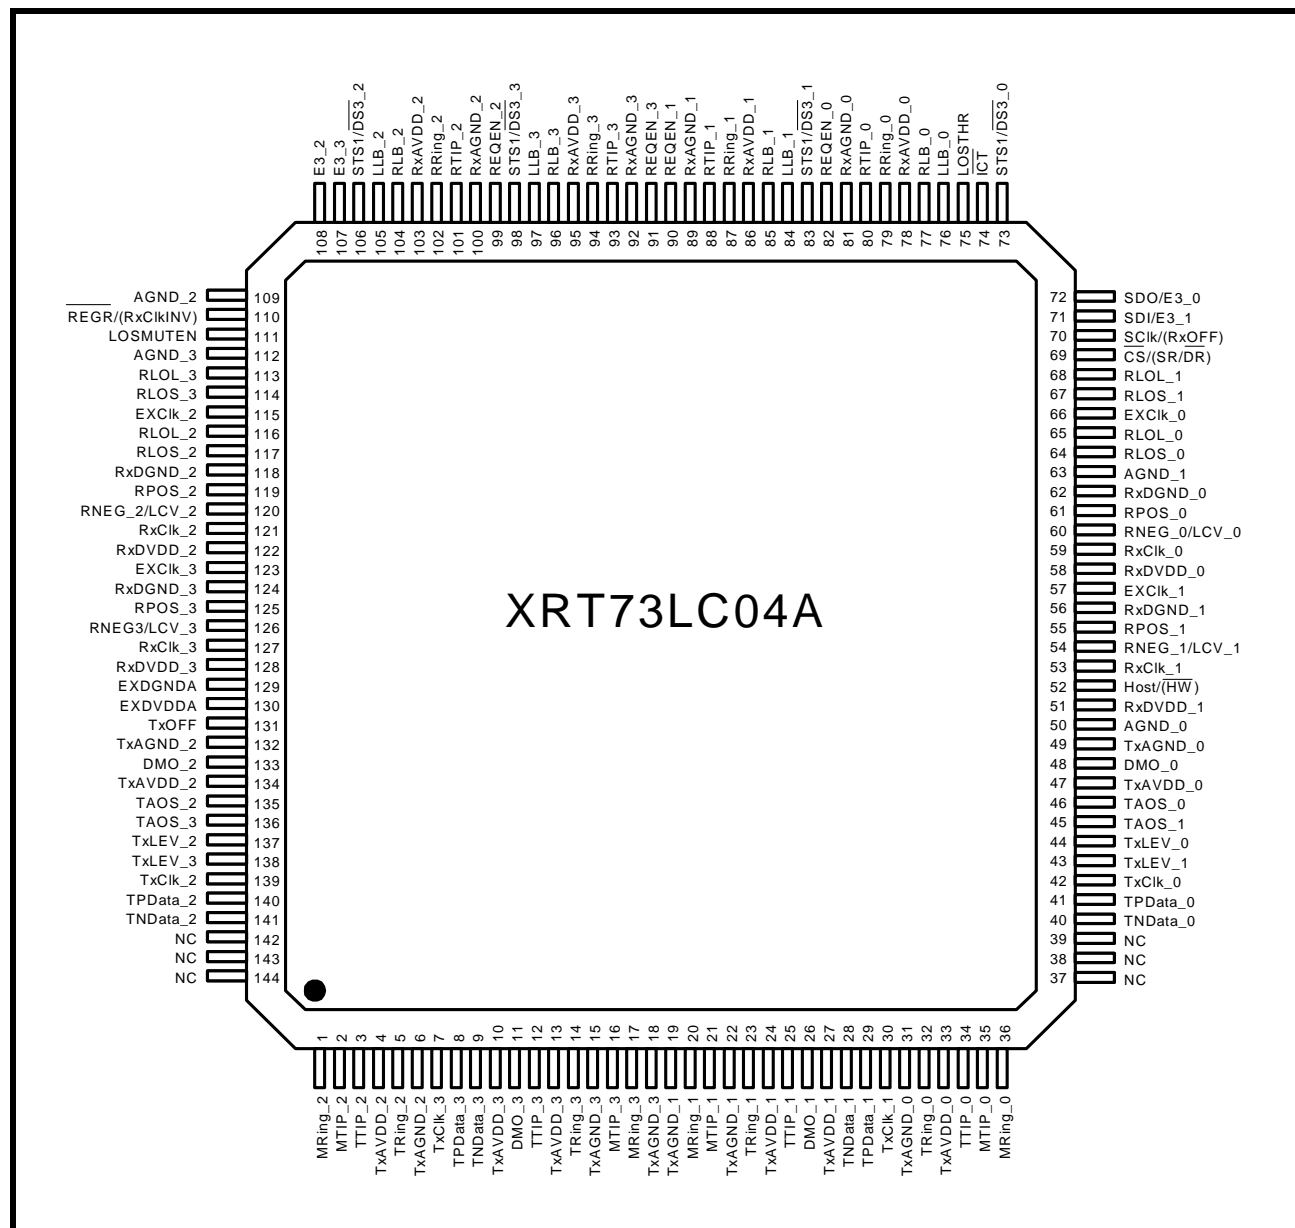 E3_2
E3_3
STS1/DS3_2
LLB_2
RLB_2
RxAVDD_2
RRing_2
RTIP_2
RxAGND_2
REQEN_2
STS1/DS3_3
LLB_3
RLB_3
RxAVDD_3
RRing_3
RTIP_3
RxAGND_3
REQEN_3
REQEN_1
RxAGND_1
RTIP_1
RRing_1
RxAVDD_1
RLB_1
LLB_1
STS1/DS3_1
REQEN_0
RxAGND_0
RTIP_0
RRing_0
RxAVDD_0
RLB_0
LLB_0
LOSTHR
ICT
STS1/DS3_0
108
107
106
105
104
103
102
101
100
99
98
97
96
95
94
93
92
91
90
89
88
87
86
85
84
83
82
81
80
79
78
77
76
75
74
73
AGND_2 109
REGR/(RxClkINV) 110
LOSMUTEN 111
AGND_3 112
RLOL_3 113
RLOS_3 114
EXClk_2 115
RLOL_2 116
RLOS_2 117
RxDGND_2 118
RPOS_2 119
RNEG_2/LCV_2 120
RxClk_2 121
RxDVDD_2 122
EXClk_3 123
RxDGND_3 124
RPOS_3 125
RNEG3/LCV_3 126
RxClk_3 127
RxDVDD_3 128
EXDGNDA 129
EXDVDDA 130
TxOFF 131
TxAGND_2 132
DMO_2 133
TxAVDD_2 134
TAOS_2 135
TAOS_3 136
TxLEV_2 137
TxLEV_3 138
TxClk_2 139
TPData_2 140
TNData_2 141
NC 142
NC 143
NC 144
XRT73LC04A
72 SDO/E3_0
71 SDI/E3_1
70 SClk/(RxOFF)
69 CS/(SR/DR)
68 RLOL_1
67 RLOS_1
66 EXClk_0
65 RLOL_0
64 RLOS_0
63 AGND_1
62 RxDGND_0
61 RPOS_0
60 RNEG_0/LCV_0
59 RxClk_0
58 RxDVDD_0
57 EXClk_1
56 RxDGND_1
55 RPOS_1
54 RNEG_1/LCV_1
53 RxClk_1
52 Host/(HW)
51 RxDVDD_1
50 AGND_0
49 TxAGND_0
48 DMO_0
47 TxAVDD_0
46 TAOS_0
45 TAOS_1
44 TxLEV_0
43 TxLEV_1
42 TxClk_0
41 TPData_0
40 TNData_0
39 NC
38 NC
37 NC
1
2
3
4
5
6
7
8
9
10
11
12
13
14
15
16
17
18
19
20
21
22
23
24
25
26
27
28
29
30
31
32
33
34
35
36
MRing_2
MTIP_2
TTIP_2
TxAVDD_2
TRing_2
TxAGND_2
TxClk_3
TPData_3
TNData_3
TxAVDD_3
DMO_3
TTIP_3
TxAVDD_3
TRing_3
TxAGND_3
MTIP_3
MRing_3
TxAGND_3
TxAGND_1
MRing_1
MTIP_1
TxAGND_1
TRing_1
TxAVDD_1
TTIP_1
DMO_1
TxAVDD_1
TNData_1
TPData_1
TxClk_1
TxAGND_0
TRing_0
TxAVDD_0
TTIP_0
MTIP_0
MRing_0